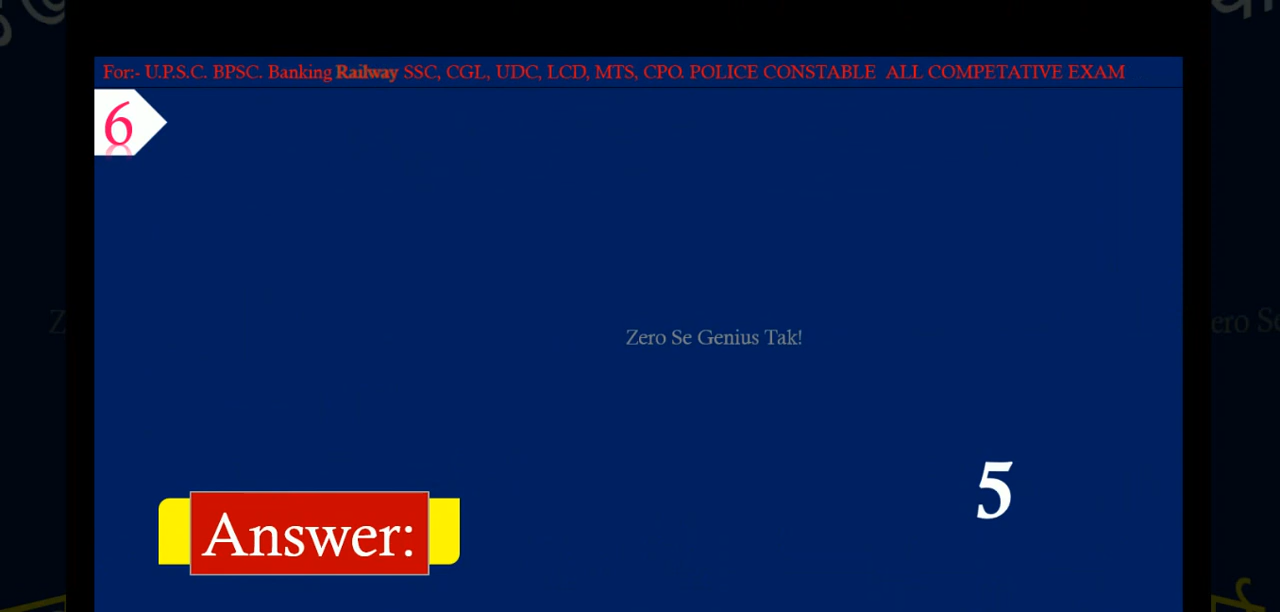 For:- U.P.S.C. BPSC. Banking Railway SSC, CGL, UDC, LCD, MTS, CPO. POLICE CONSTABLE ALL COMPETATIVE EXAM
6
Zero Se Genius Tak!
5
Answer: